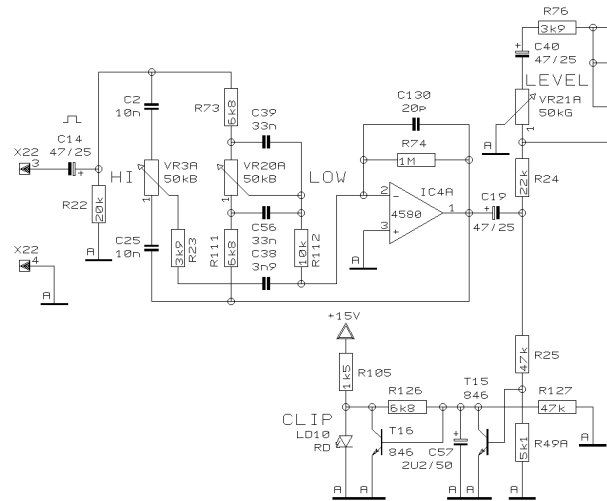 R76
3k9
+
C40
47/25
LEVEL
VR21A
50kG
1
A
R24
22k
C130
20p
R74
1M
IC4A
2
-
4580
1
3
+
A
C19
+
47/25
C2
10n
R73
6k8
C39
33n
C14
47/25
+
X22
3
HI
VR3A
50kB
1
VR20A
50kB
1
LOW
R22
20k
A
C25
10n
R23
3k9
R111
6k8
C56
33n
C38
3n9
R112
10k
X22
4
A
+15V
R105
1k5
R25
47k
CLIP
LD10
RD
A
R126
6k8
T16
846
A
T15
846
+
C57
2U2/50
A
A
R127
47k
A
R49A
5k1
A